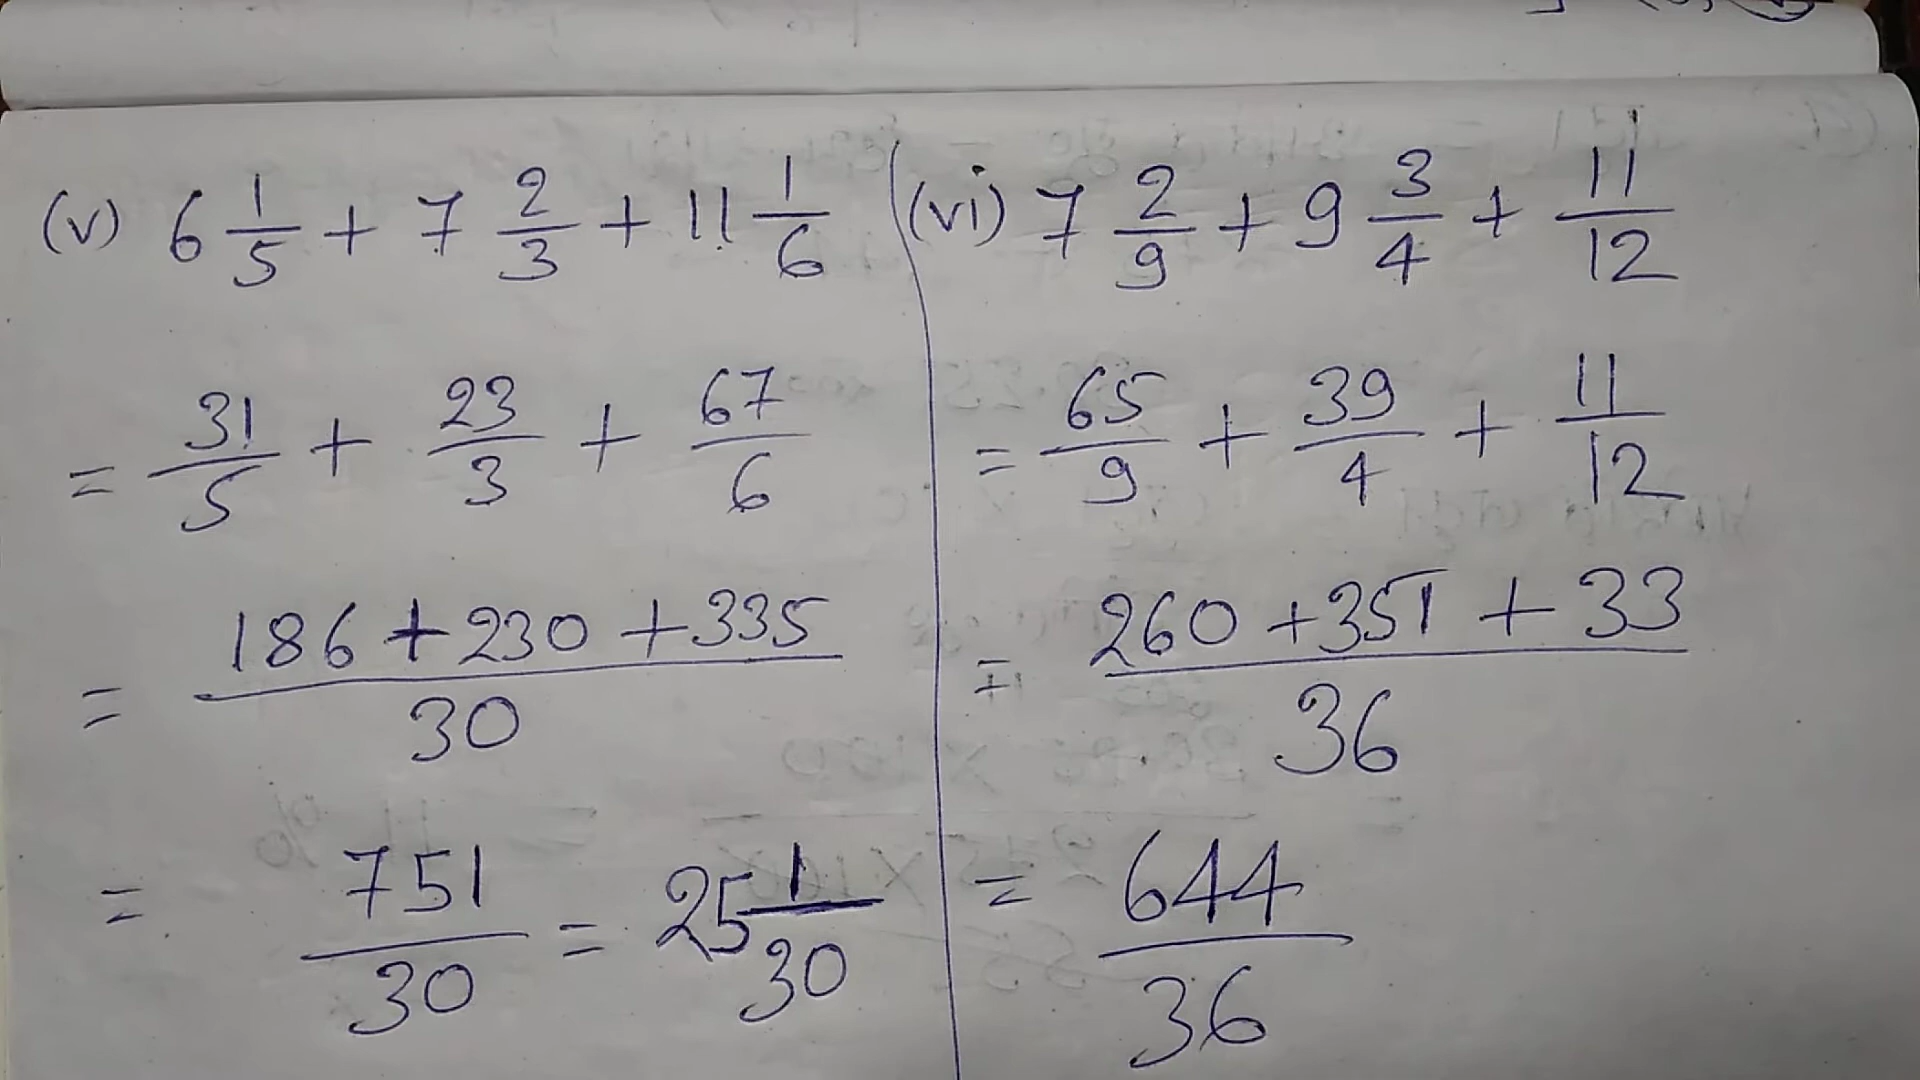 (v) 6 1/5 + 7 2/3 + 11 1/6
= 31/5 + 23/3 + 67/6
= (186 + 230 + 335)/30
= 751/30 = 25 1/30
(vi) 7 2/9 + 9 3/4 + 11/12
= 65/9 + 39/4 + 11/12
= (260 + 351 + 33)/36
= 644/36